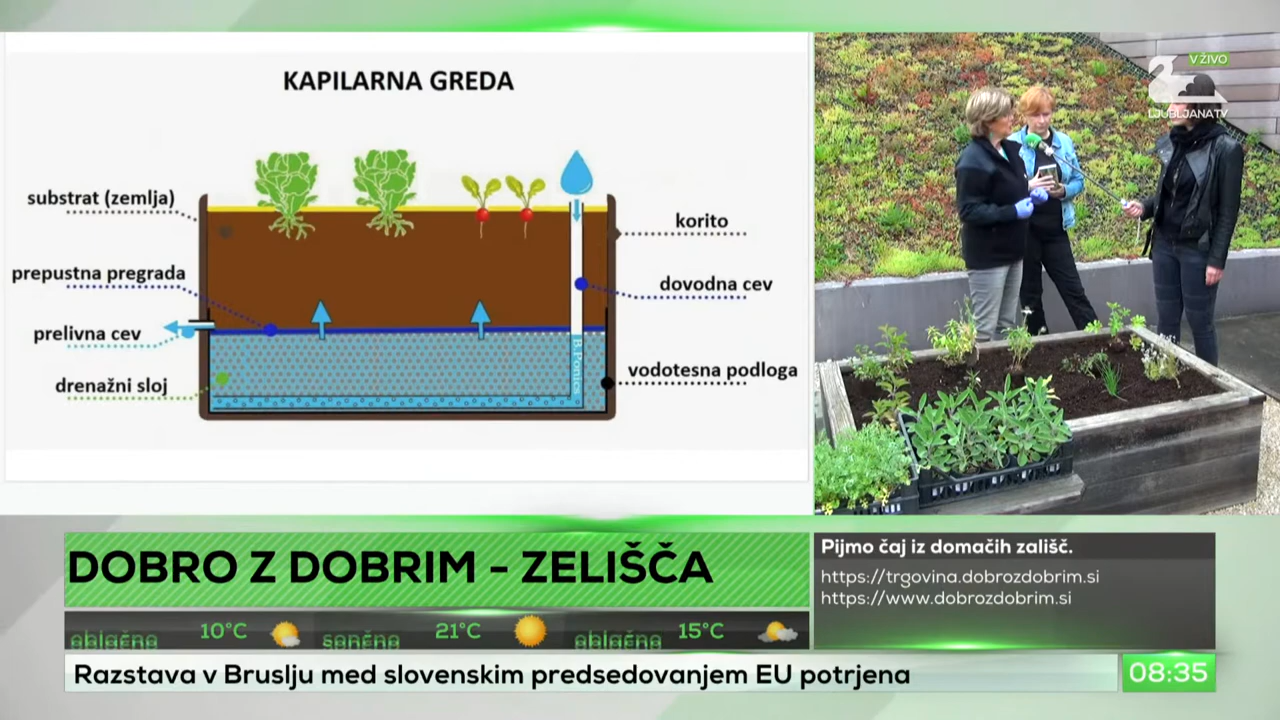 KAPILARNA GREDA
substrat (zemlja)
prepustna pregrada
prelivna cev
drenažni sloj
korito
dovodna cev
vodotesna podloga
B-Ponics
V ŽIVO
LJUBLJANATV
DOBRO Z DOBRIM - ZELIŠČA
Pijmo čaj iz domačih zališč.
https://trgovina.dobrozdobrim.si
https://www.dobrozdobrim.si
10°C
21°C
15°C
Razstava v Bruslju med slovenskim predsedovanjem EU potrjena
08:35